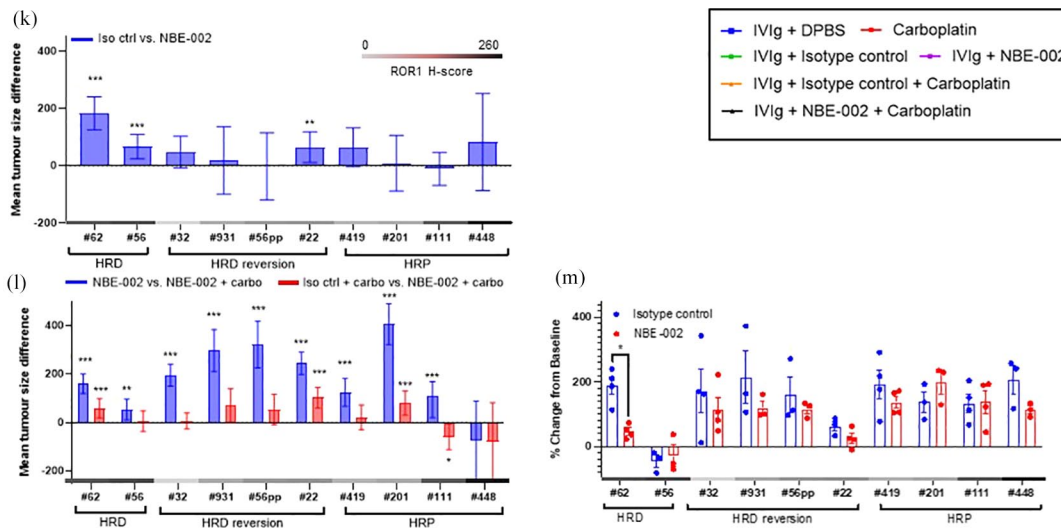 (k)
Iso ctrl vs. NBE-002
0 260
ROR1 H-score
Mean tumour size difference
400
200
0
-200
#62 #56 #32 #931 #56pp #22 #419 #201 #111 #448
HRD HRD reversion HRP
*** *** **
IVIg + DPBS Carboplatin
IVIg + Isotype control IVIg + NBE-002
IVIg + Isotype control + Carboplatin
IVIg + NBE-002 + Carboplatin
(l)
NBE-002 vs. NBE-002 + carbo Iso ctrl + carbo vs. NBE-002 + carbo
Mean tumour size difference
400
200
0
-200
*** *** ** *** *** *** *** *** *** *** *** *** *
#62 #56 #32 #931 #56pp #22 #419 #201 #111 #448
HRD HRD reversion HRP
(m)
Isotype control
NBE-002
*
% Change from Baseline
400
200
0
#62 #56 #32 #931 #56pp #22 #419 #201 #111 #448
HRD HRD reversion HRP